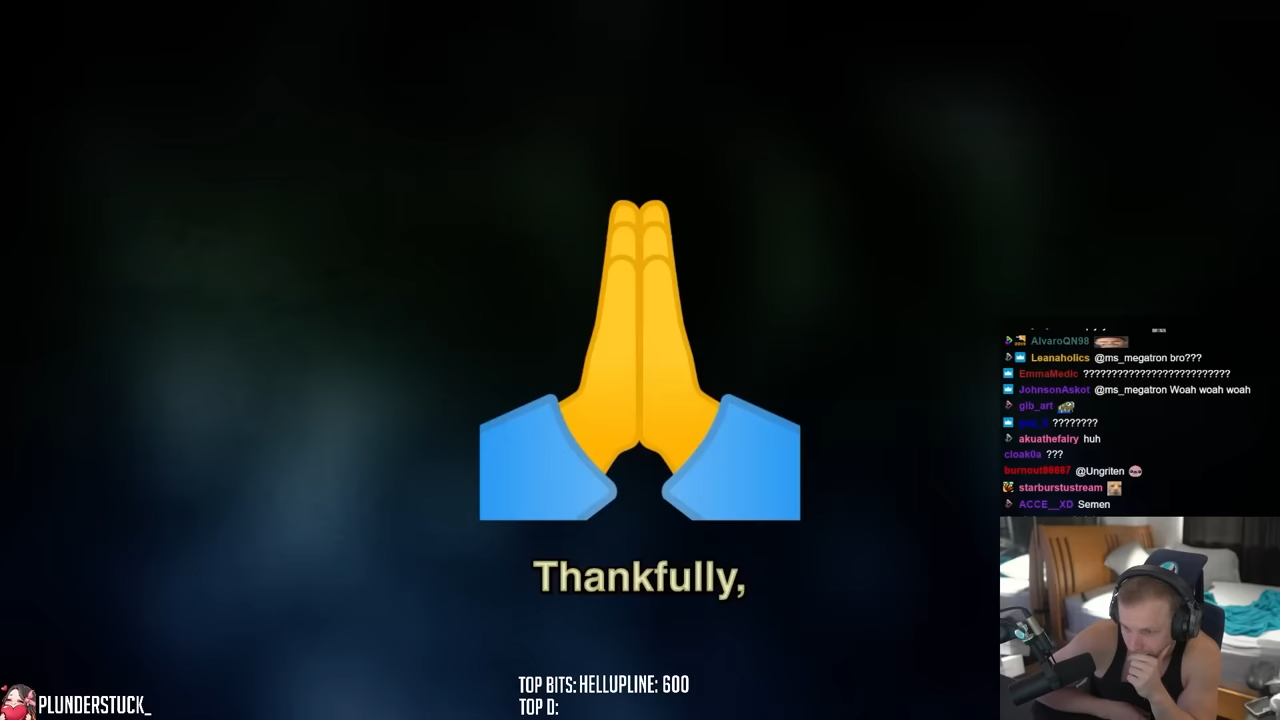 AlvaroQN98
Leanaholics @ms_megatron bro???
EmmaMedic ??????????????????????????
JohnsonAskot @ms_megatron Woah woah woah
glb_art
????????
akuathefairy huh
cloak0a ???
burnout86887 @Ungriten
starburstustream
ACCE__XD Semen
Thankfully,
TOP BITS: HELLUPLINE: 600
TOP D:
PLUNDERSTUCK_